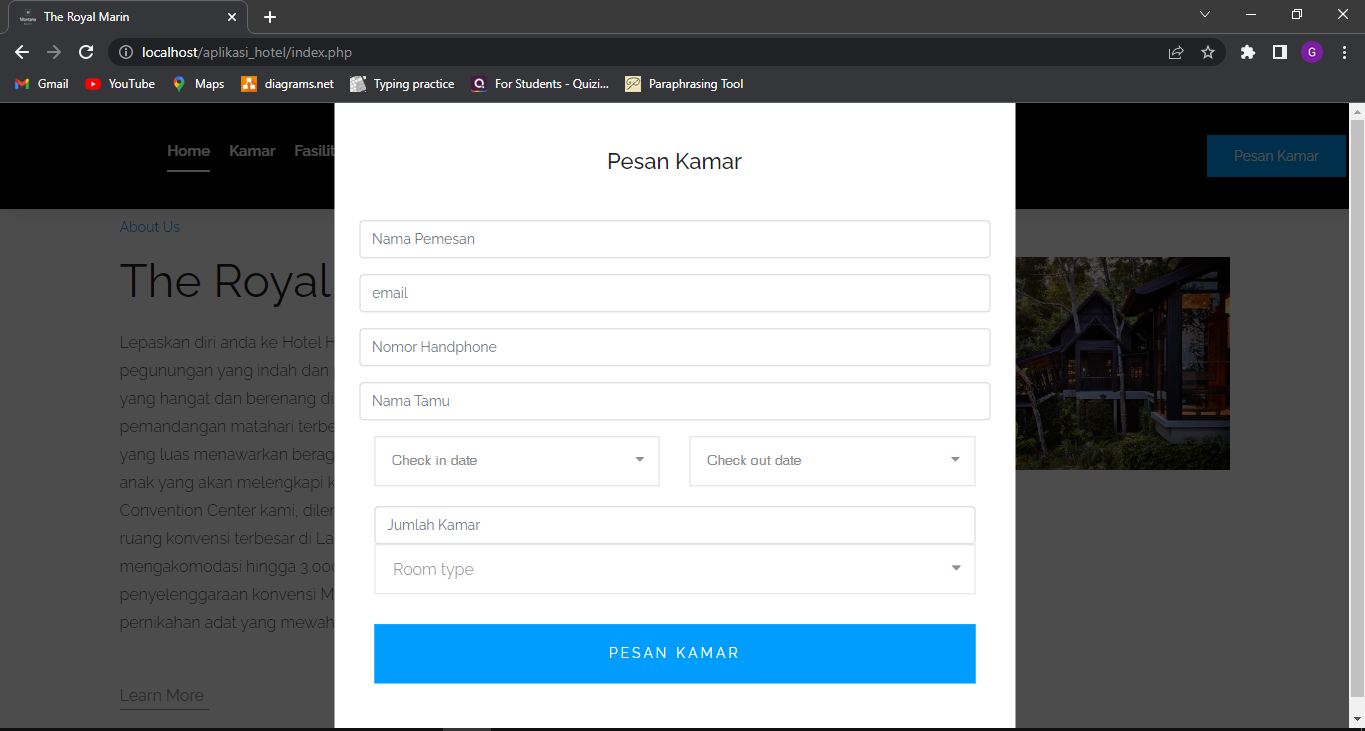 The Royal Marin
localhost/aplikasi_hotel/index.php
G
Gmail YouTube Maps diagrams.net Typing practice For Students - Quizi... Paraphrasing Tool
Home Kamar Fasilit
Pesan Kamar
About Us
The Royal
Lepaskan diri anda ke Hotel H
pegunungan yang indah dan
yang hangat dan berenang di
pemandangan matahari terbe
yang luas menawarkan berag
anak yang akan melengkapi k
Convention Center kami, diler
ruang konvensi terbesar di La
mengakomodasi hingga 3.000
penyelenggaraan konvensi M
pernikahan adat yang mewah
Learn More
Pesan Kamar
Nama Pemesan
email
Nomor Handphone
Nama Tamu
Check in date Check out date
Jumlah Kamar
Room type
PESAN KAMAR